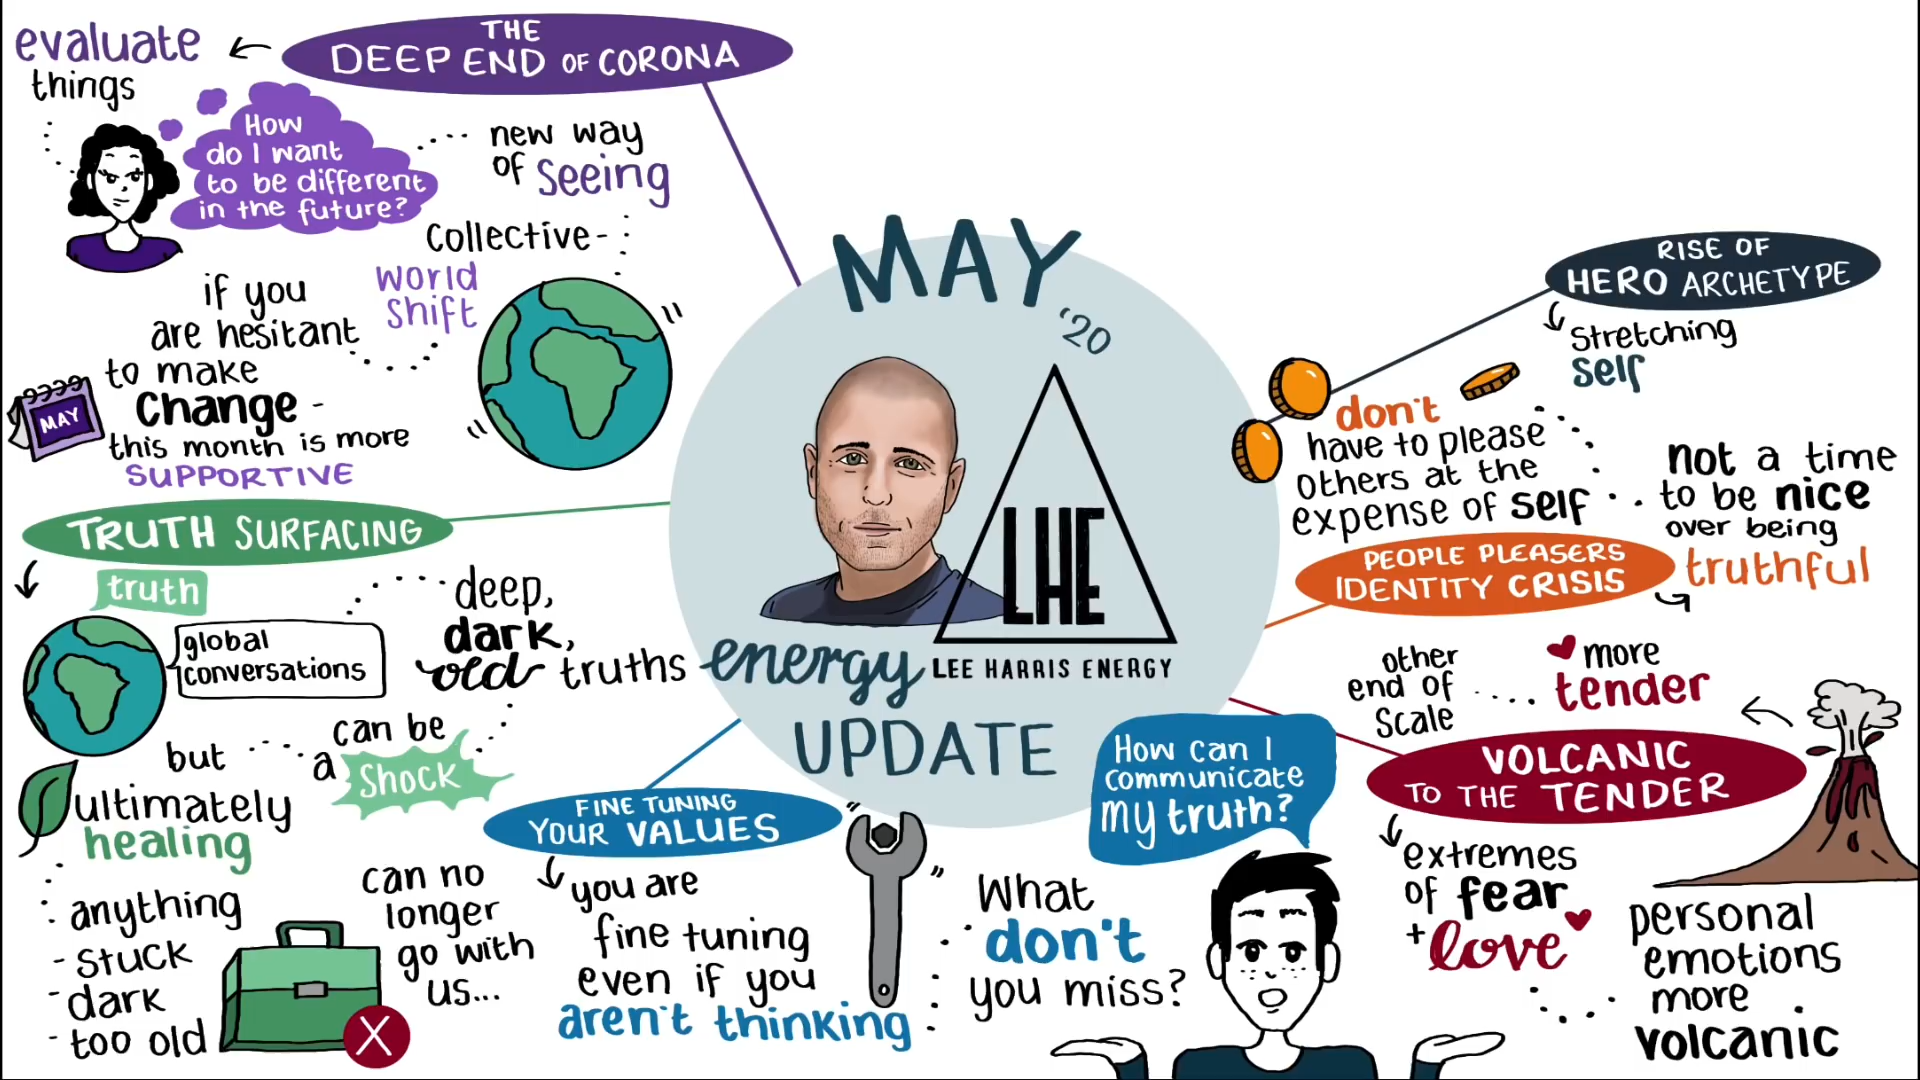 THE
DEEP END OF CORONA
evaluate
things
How
do I want
to be different
in the future?
new way
of seeing
collective-
world
shift
if you
are hesitant
to make
change -
this month is more
SUPPORTIVE
MAY
TRUTH SURFACING
truth
global
conversations
deep,
dark,
old truths
can be
a shock
but
ultimately
healing
anything
- stuck
- dark
- too old
can no
longer
go with
us...
X
MAY
'20
LHE
LEE HARRIS ENERGY
energy
UPDATE
FINE TUNING
YOUR VALUES
you are
fine tuning
even if you
aren't thinking
What
don't
you miss?
How can I
communicate
my truth?
RISE OF
HERO ARCHETYPE
stretching
self
don't
have to please
others at the
expense of self
not a time
to be nice
over being
truthful
PEOPLE PLEASERS
IDENTITY CRISIS
other
end of
scale
more
tender
VOLCANIC
TO THE TENDER
extremes
of fear
+ love
personal
emotions
more
volcanic